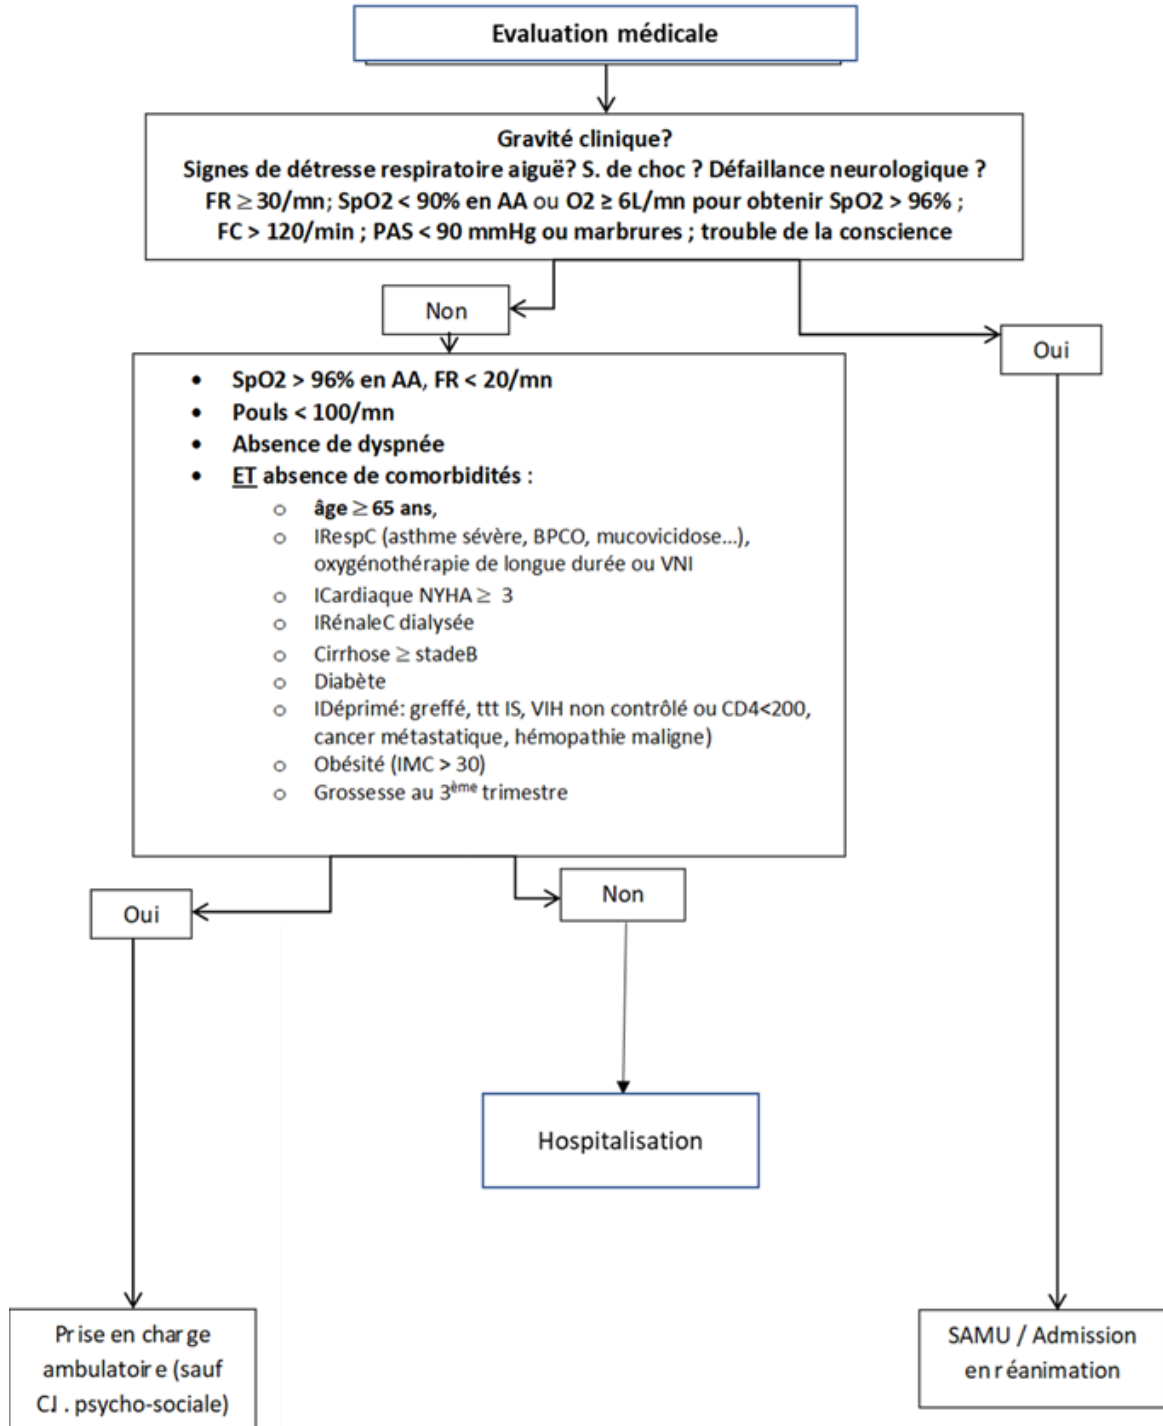 Evaluation médicale
Gravité clinique?
Signes de détresse respiratoire aiguë? S. de choc ? Défaillance neurologique ?
FR ≥ 30/mn; SpO2 < 90% en AA ou O2 ≥ 6L/mn pour obtenir SpO2 > 96% ;
FC > 120/min ; PAS < 90 mmHg ou marbrures ; trouble de la conscience
Non
Oui
• SpO2 > 96% en AA, FR < 20/mn
• Pouls < 100/mn
• Absence de dyspnée
• ET absence de comorbidités :
o âge ≥ 65 ans,
o IRespC (asthme sévère, BPCO, mucovicidose...),
oxygénothérapie de longue durée ou VNI
o ICardiaque NYHA ≥ 3
o IRénaleC dialysée
o Cirrhose ≥ stadeB
o Diabète
o IDéprimé: greffé, ttt IS, VIH non contrôlé ou CD4<200,
cancer métastatique, hémopathie maligne)
o Obésité (IMC > 30)
o Grossesse au 3ème trimestre
Oui
Non
Hospitalisation
Prise en charge
ambulatoire (sauf
C.I. psycho-sociale)
SAMU / Admission
en réanimation